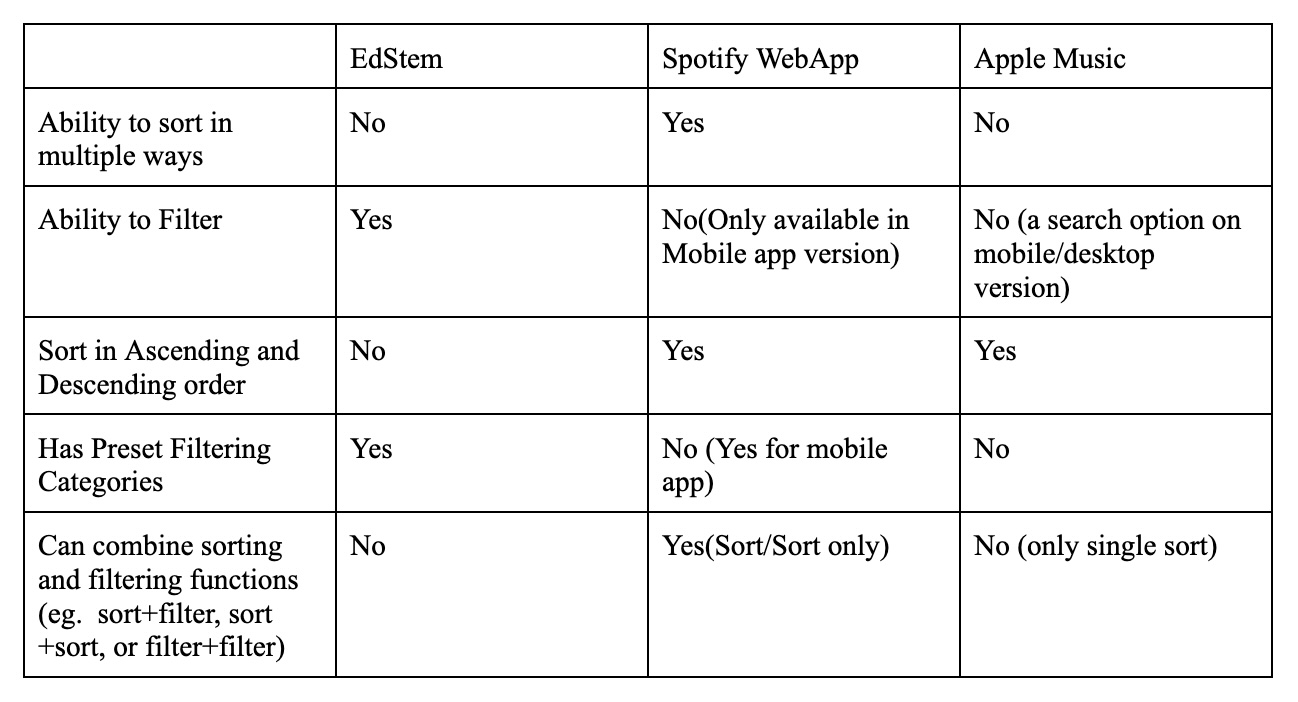 EdStem
Spotify WebApp
Apple Music
Ability to sort in
multiple ways
No
Yes
No
Ability to Filter
Yes
No(Only available in
Mobile app version)
No (a search option on
mobile/desktop
version)
Sort in Ascending and
Descending order
No
Yes
Yes
Has Preset Filtering
Categories
Yes
No (Yes for mobile
app)
No
Can combine sorting
and filtering functions
(eg.  sort+filter, sort
+sort, or filter+filter)
No
Yes(Sort/Sort only)
No (only single sort)